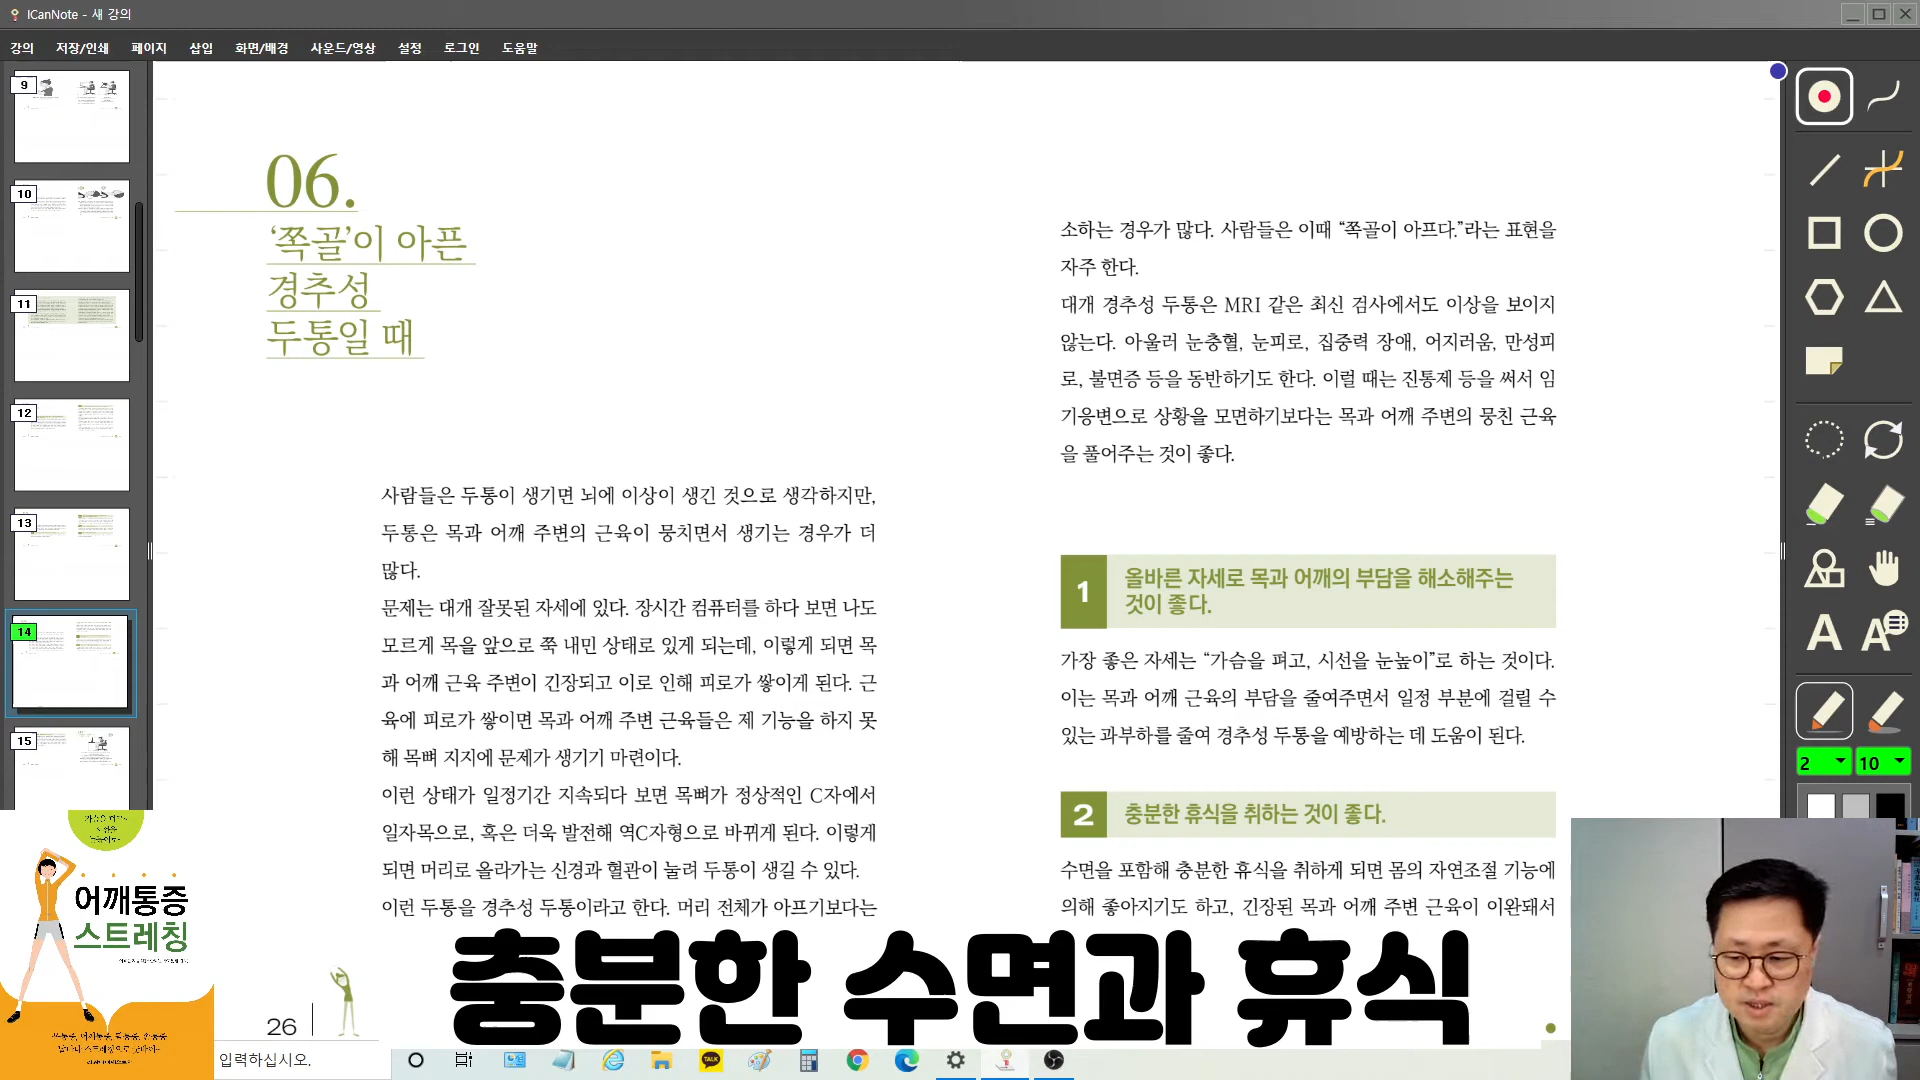 ICanNote - 새 강의
강의 저장/인쇄 페이지 삽입 화면/배경 사운드/영상 설정 로그인 도움말
9
10
11
12
13
14
15
06.
‘쪽골’이 아픈
경추성
두통일 때
사람들은 두통이 생기면 뇌에 이상이 생긴 것으로 생각하지만,
두통은 목과 어깨 주변의 근육이 뭉치면서 생기는 경우가 더
많다.
문제는 대개 잘못된 자세에 있다. 장시간 컴퓨터를 하다 보면 나도
모르게 목을 앞으로 쭉 내민 상태로 있게 되는데, 이렇게 되면 목
과 어깨 근육 주변이 긴장되고 이로 인해 피로가 쌓이게 된다. 근
육에 피로가 쌓이면 목과 어깨 주변 근육들은 제 기능을 하지 못
해 목뼈 지지에 문제가 생기기 마련이다.
이런 상태가 일정기간 지속되다 보면 목뼈가 정상적인 C자에서
일자목으로, 혹은 더욱 발전해 역C자형으로 바뀌게 된다. 이렇게
되면 머리로 올라가는 신경과 혈관이 눌려 두통이 생길 수 있다.
이런 두통을 경추성 두통이라고 한다. 머리 전체가 아프기보다는
26
소하는 경우가 많다. 사람들은 이때 “쪽골이 아프다.”라는 표현을
자주 한다.
대개 경추성 두통은 MRI 같은 최신 검사에서도 이상을 보이지
않는다. 아울러 눈충혈, 눈피로, 집중력 장애, 어지러움, 만성피
로, 불면증 등을 동반하기도 한다. 이럴 때는 진통제 등을 써서 임
기응변으로 상황을 모면하기보다는 목과 어깨 주변의 뭉친 근육
을 풀어주는 것이 좋다.
1 올바른 자세로 목과 어깨의 부담을 해소해주는
것이 좋다.
가장 좋은 자세는 “가슴을 펴고, 시선을 눈높이”로 하는 것이다.
이는 목과 어깨 근육의 부담을 줄여주면서 일정 부분에 걸릴 수
있는 과부하를 줄여 경추성 두통을 예방하는 데 도움이 된다.
2 충분한 휴식을 취하는 것이 좋다.
수면을 포함해 충분한 휴식을 취하게 되면 몸의 자연조절 기능에
의해 좋아지기도 하고, 긴장된 목과 어깨 주변 근육이 이완돼서
충분한 수면과 휴식
어깨통증
스트레칭
입력하십시오.
TALK
A A
2 10